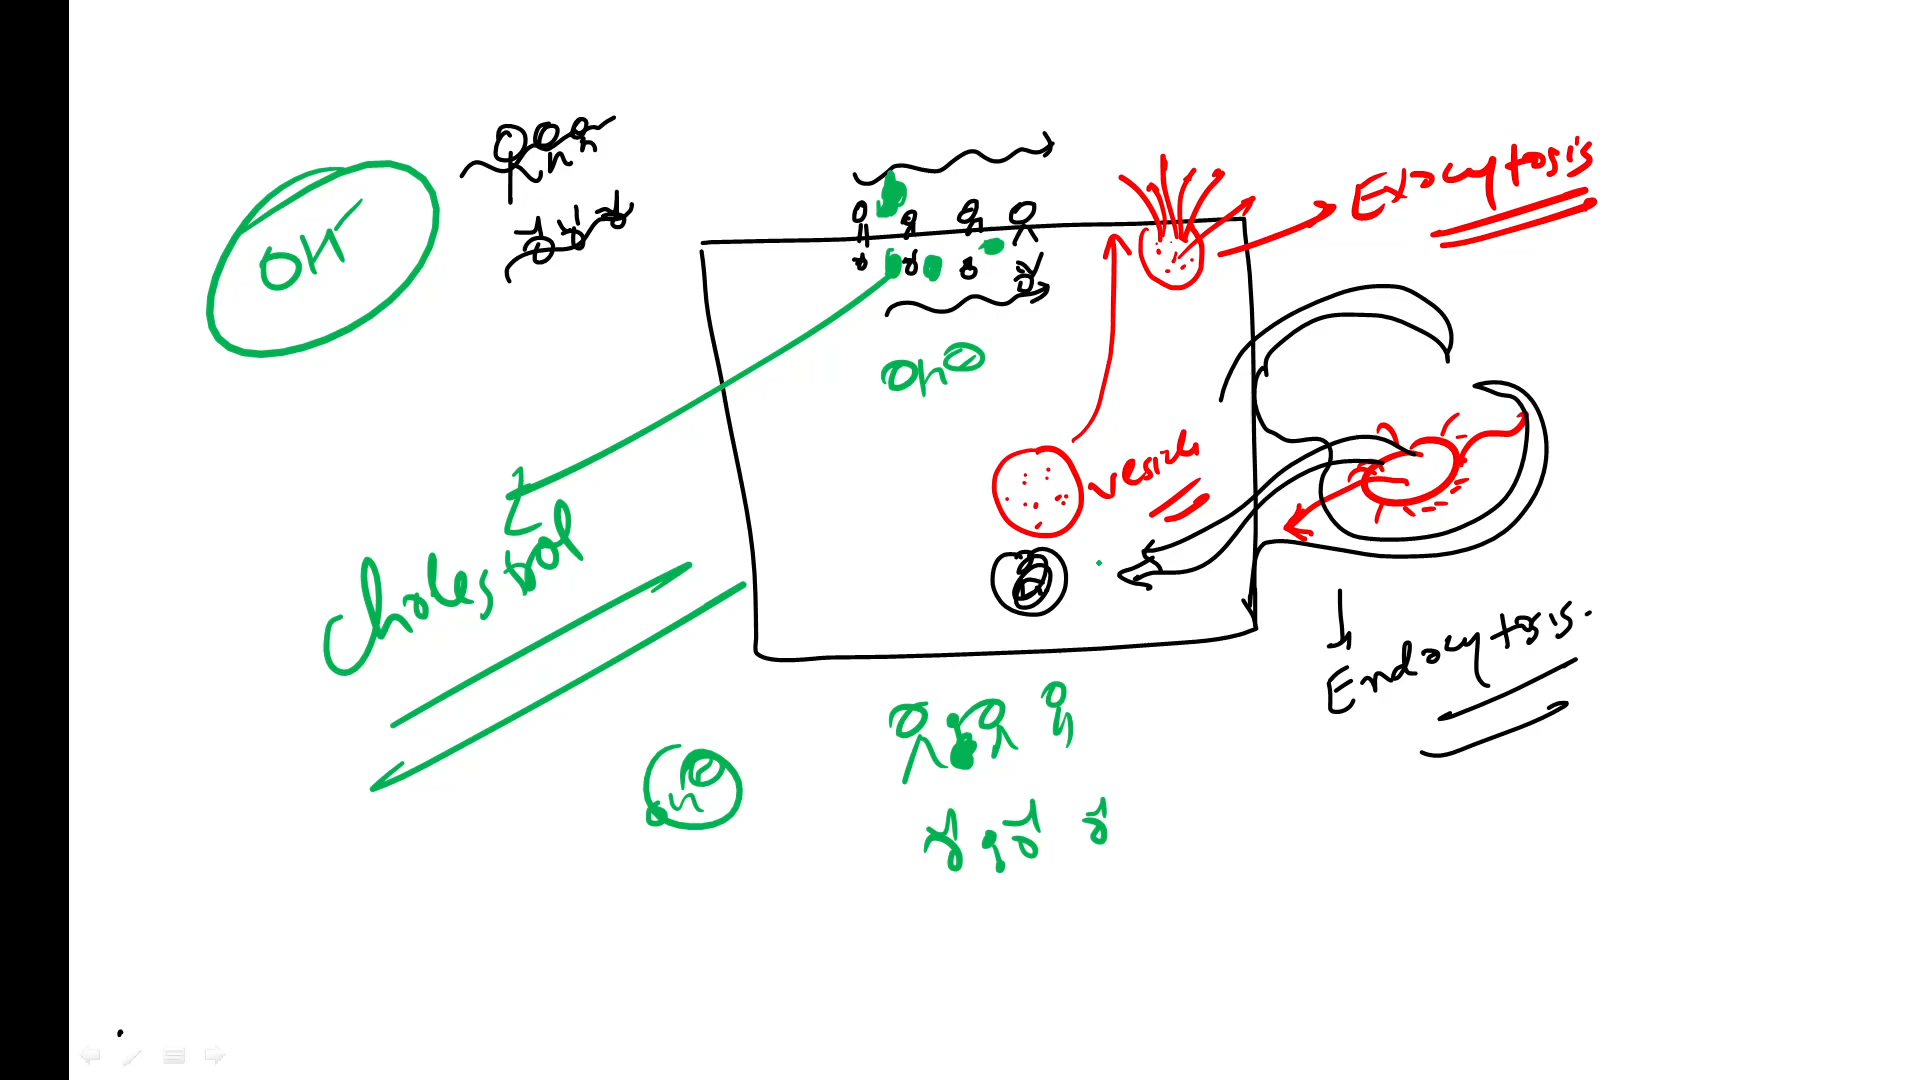 OH-
Exocytosis
OH
vesicle
Cholestrol
Endocytosis.